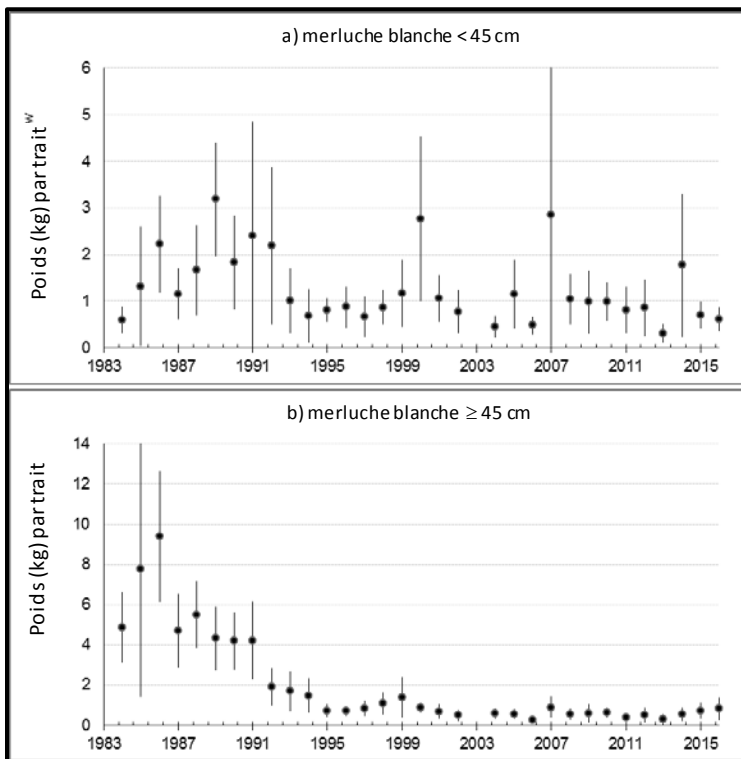 a) merluche blanche < 45 cm
Poids (kg) par trait w
6
5
4
3
2
1
0
1983 1987 1991 1995 1999 2003 2007 2011 2015
b) merluche blanche ≥ 45 cm
Poids (kg) par trait
14
12
10
8
6
4
2
0
1983 1987 1991 1995 1999 2003 2007 2011 2015